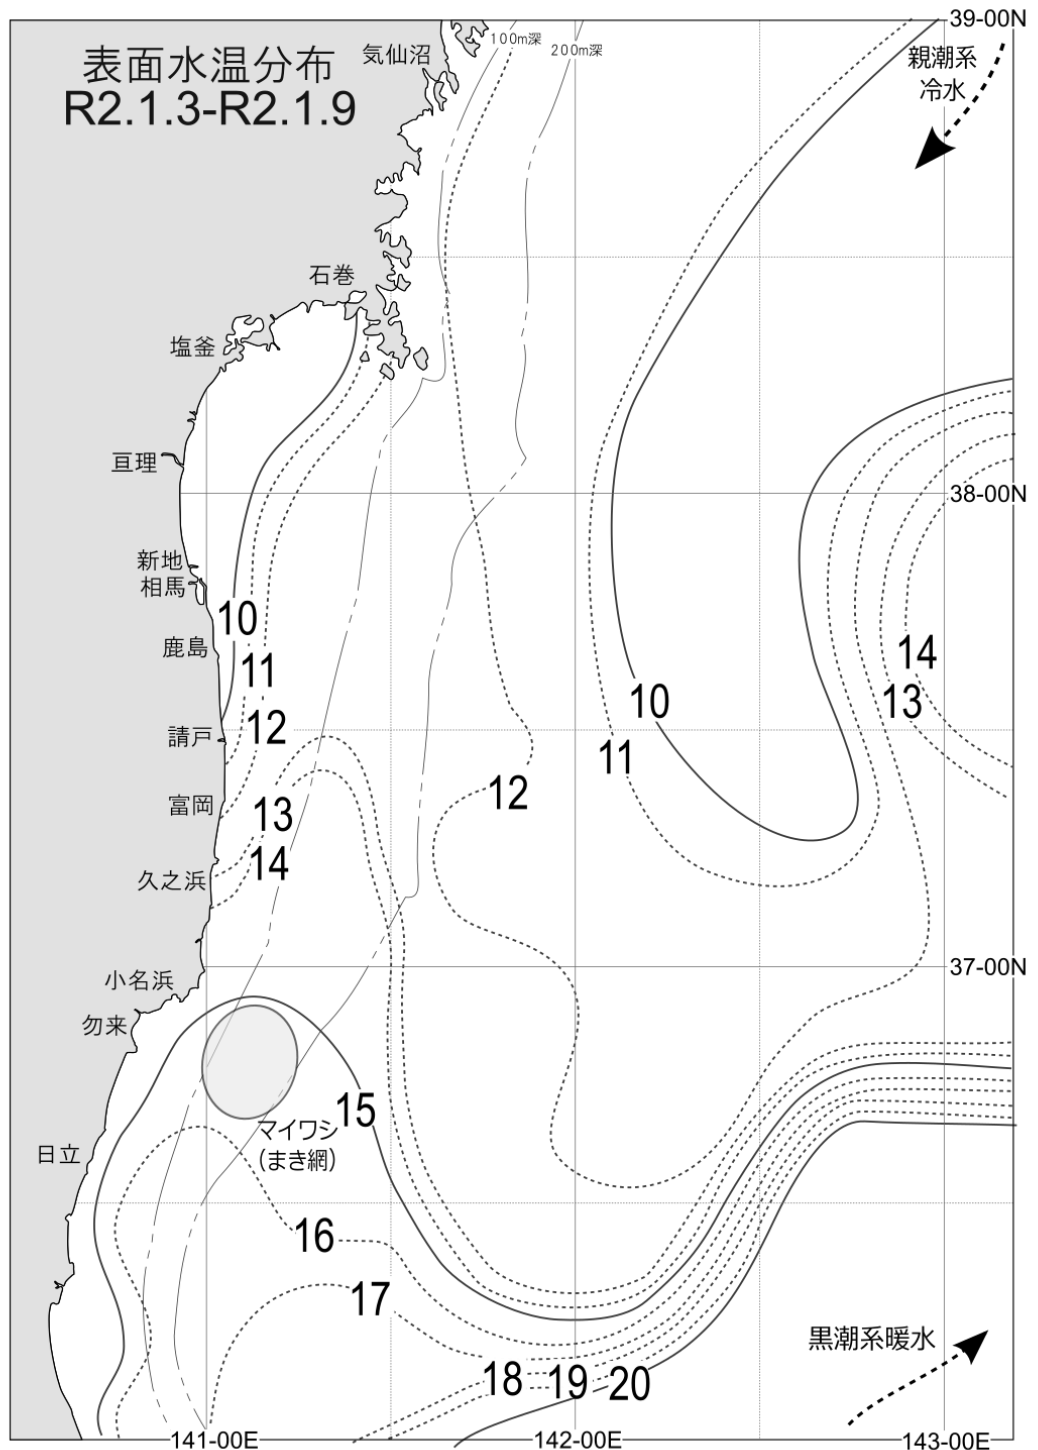 表面水温分布
R2.1.3-R2.1.9
気仙沼
100m深
200m深
39-00N
親潮系
冷水
石巻
塩釜
亘理
38-00N
新地
相馬
10
鹿島
11
14
13
10
請戸
12
11
12
富岡
13
14
久之浜
37-00N
小名浜
勿来
15
マイワシ
(まき網)
日立
16
17
黒潮系暖水
18
19
20
141-00E
142-00E
143-00E